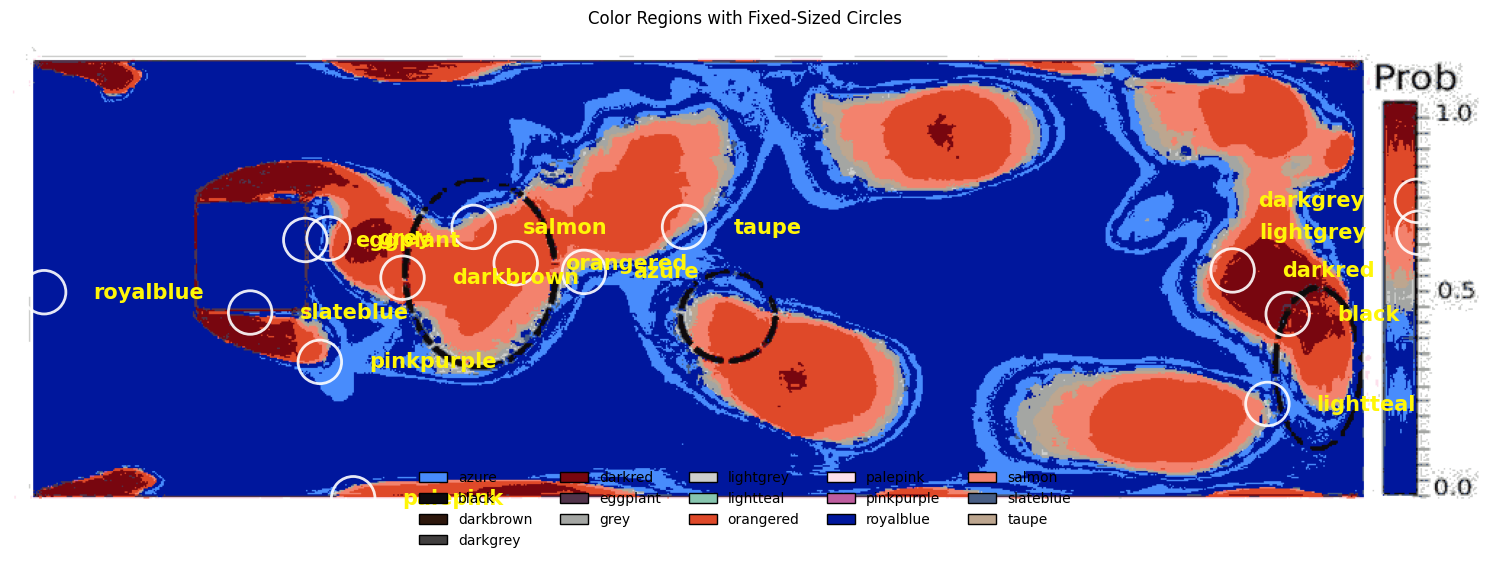 Color Regions with Fixed-Sized Circles
Prob
1.0
darkgrey
salmon
taupe
lightgrey
eggplant
grey
orangered
azure
darkred
darkbrown
royalblue
0.5
slateblue
black
pinkpurple
lightteal
azure
darkred
lightgrey
palepink
salmon
0.0
palepink
black
eggplant
lightteal
pinkpurple
slateblue
darkbrown
grey
orangered
royalblue
taupe
darkgrey